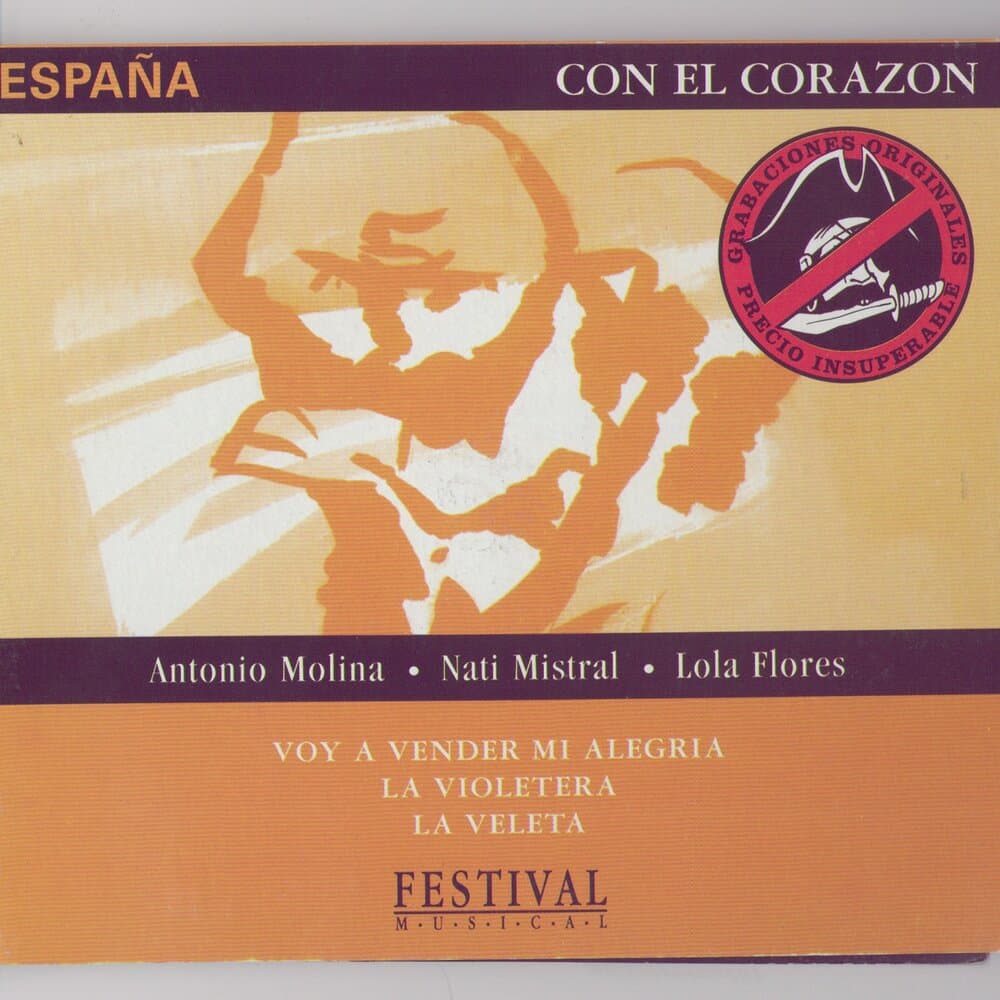 ESPAÑA
CON EL CORAZON
GRABACIONES ORIGINALES
PRECIO INSUPERABLE
Antonio Molina • Nati Mistral • Lola Flores
VOY A VENDER MI ALEGRIA
LA VIOLETERA
LA VELETA
FESTIVAL
M·U·S·I·C·A·L